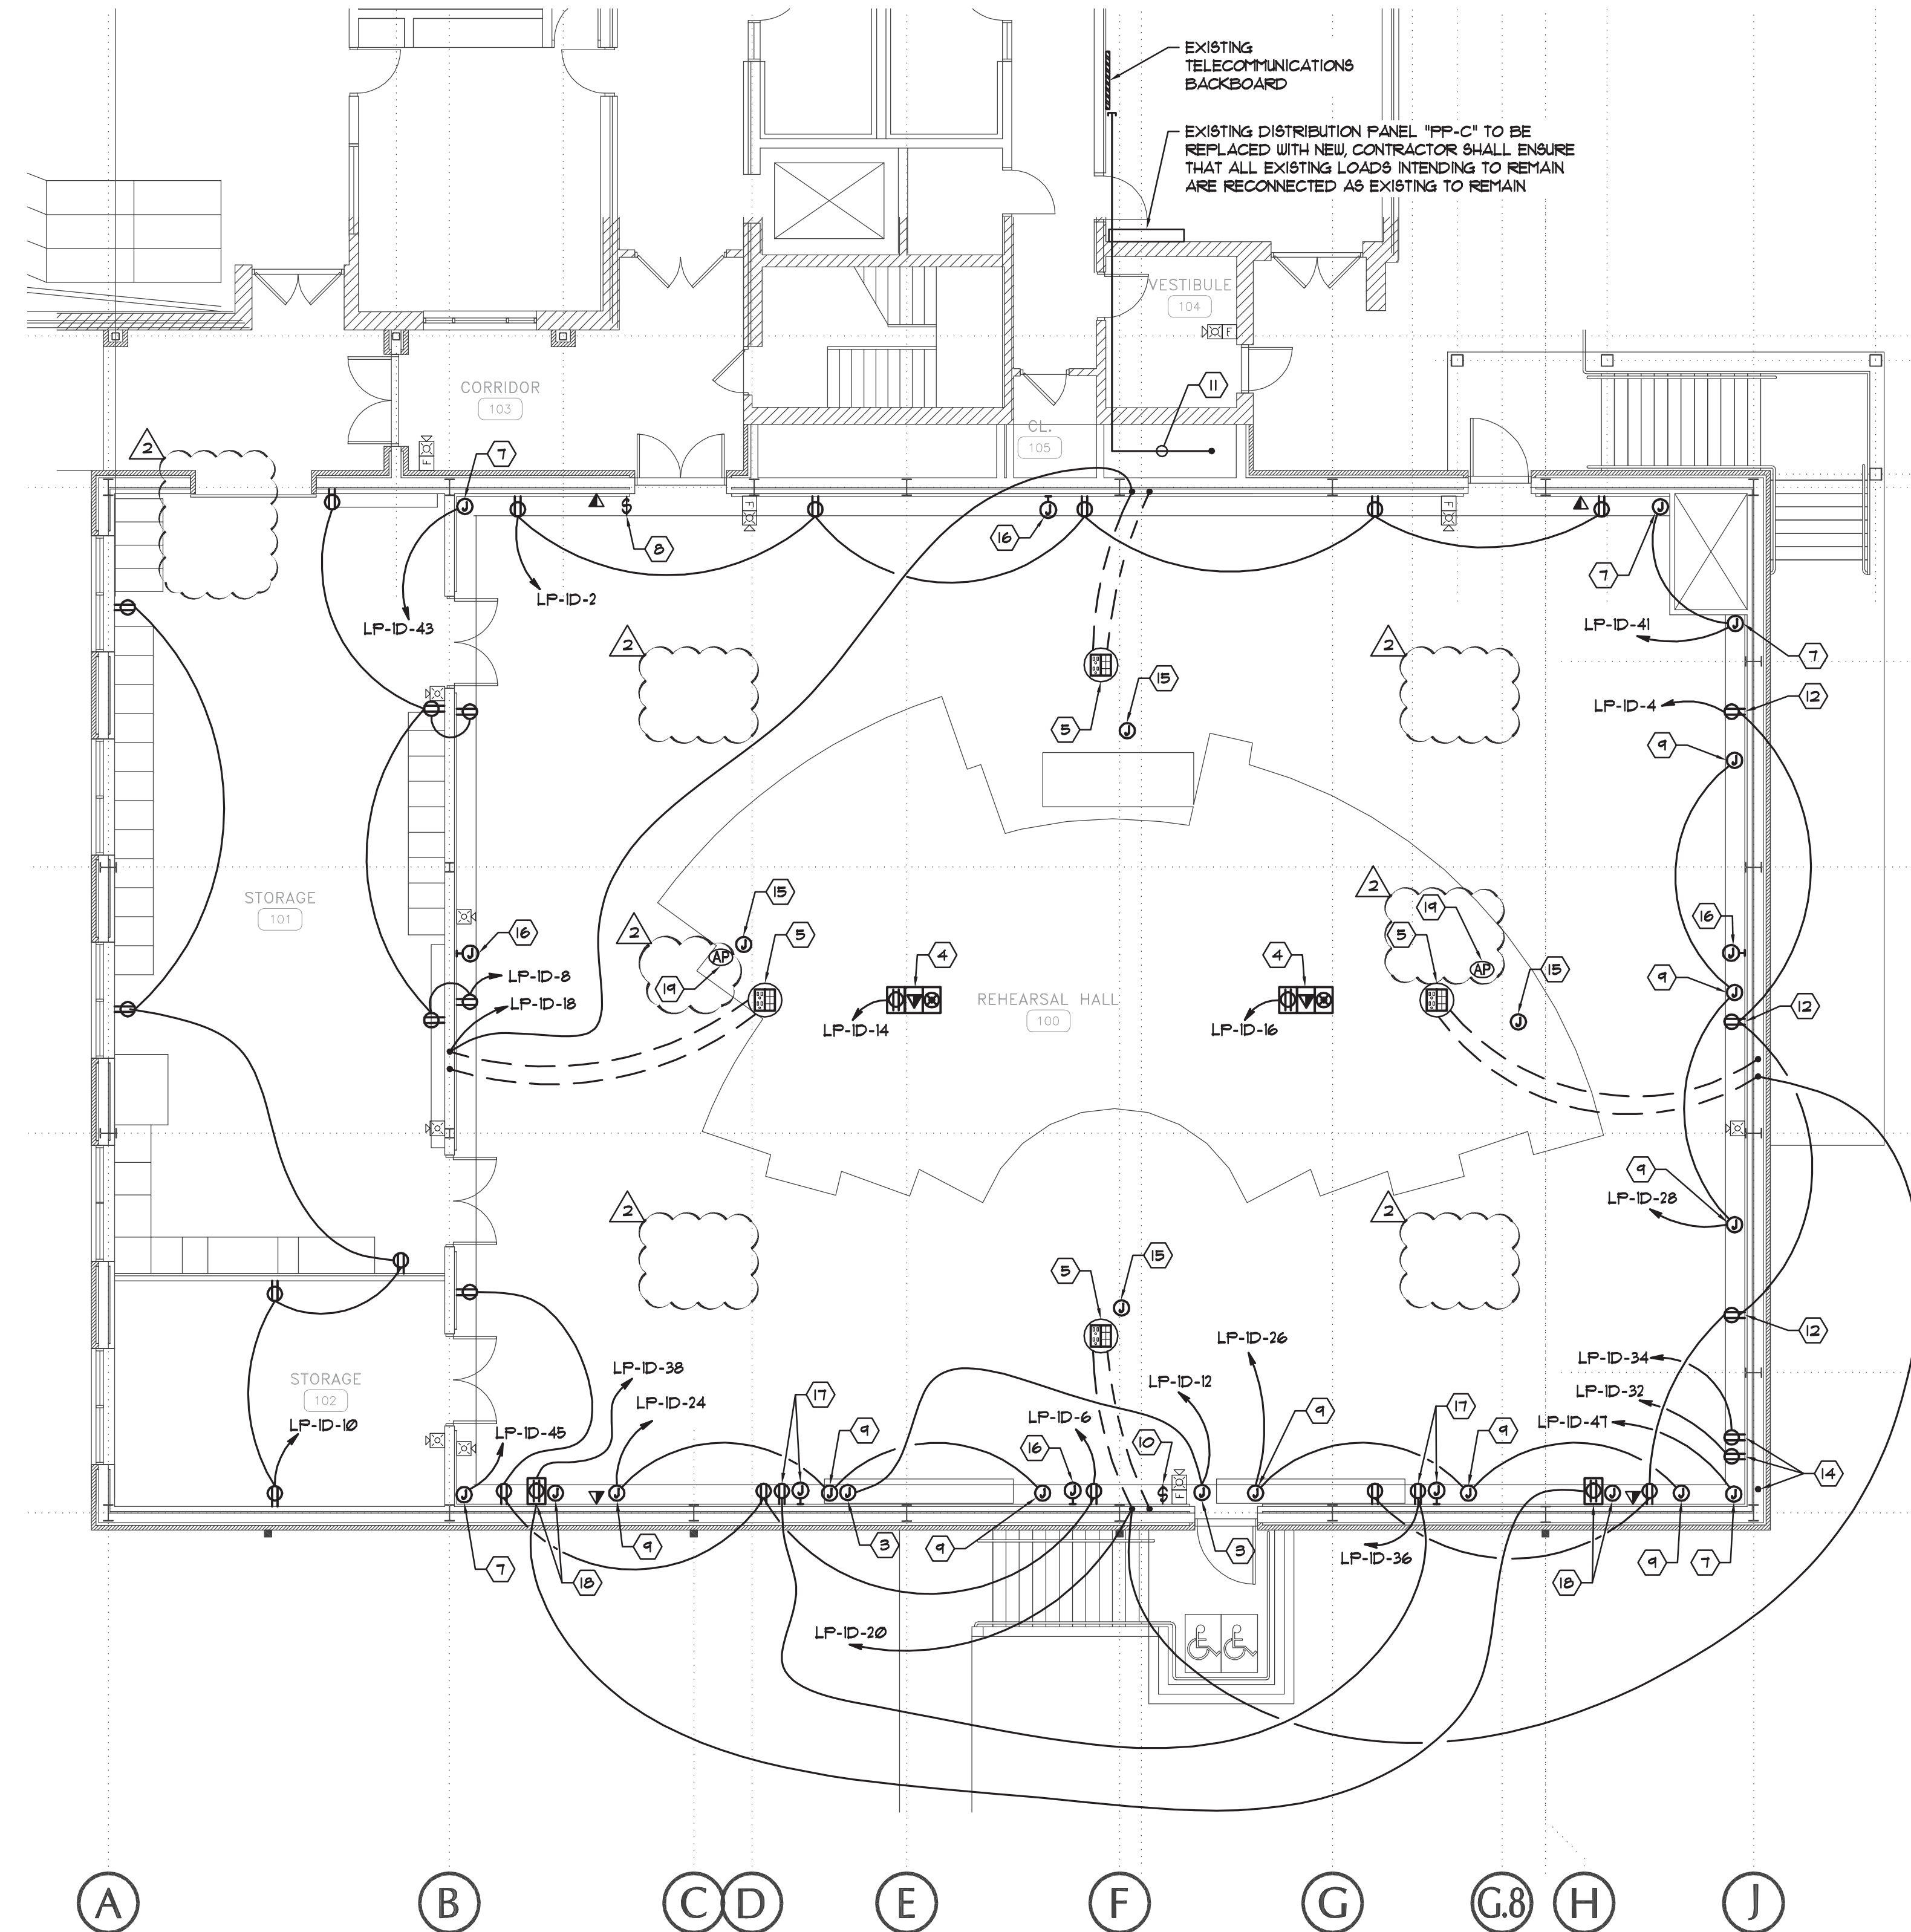 EXISTING
TELECOMMUNICATIONS
BACKBOARD
EXISTING DISTRIBUTION PANEL "PP-C" TO BE
REPLACED WITH NEW, CONTRACTOR SHALL ENSURE
THAT ALL EXISTING LOADS INTENDING TO REMAIN
ARE RECONNECTED AS EXISTING TO REMAIN
VESTIBULE
104
F
11
CORRIDOR
103
CL.
105
2
F
7
J
$
8
F
16
J
F
J
7
LP-1D-2
LP-1D-43
LP-1D-41
J
7
2
2
15
5
J
LP-1D-4
12
9
J
STORAGE
101
16
J
LP-1D-8
LP-1D-18
2
15
J
AP
19
5
4
LP-1D-14
REHEARSAL HALL
100
4
LP-1D-16
2
19
5
AP
15
J
16
J
9
J
12
9
LP-1D-28
J
2
2
5
15
J
12
STORAGE
102
LP-1D-10
LP-1D-38
LP-1D-24
LP-1D-45
17
9
LP-1D-6
16
LP-1D-12
10
LP-1D-26
9
17
9
LP-1D-34
LP-1D-32
LP-1D-47
14
J
J
J
J
J
J
J
J
$
F
J
J
J
J
J
J
J
7
18
9
3
9
3
LP-1D-36
18
9
7
LP-1D-20
A
B
C
D
E
F
G
G.8
H
J